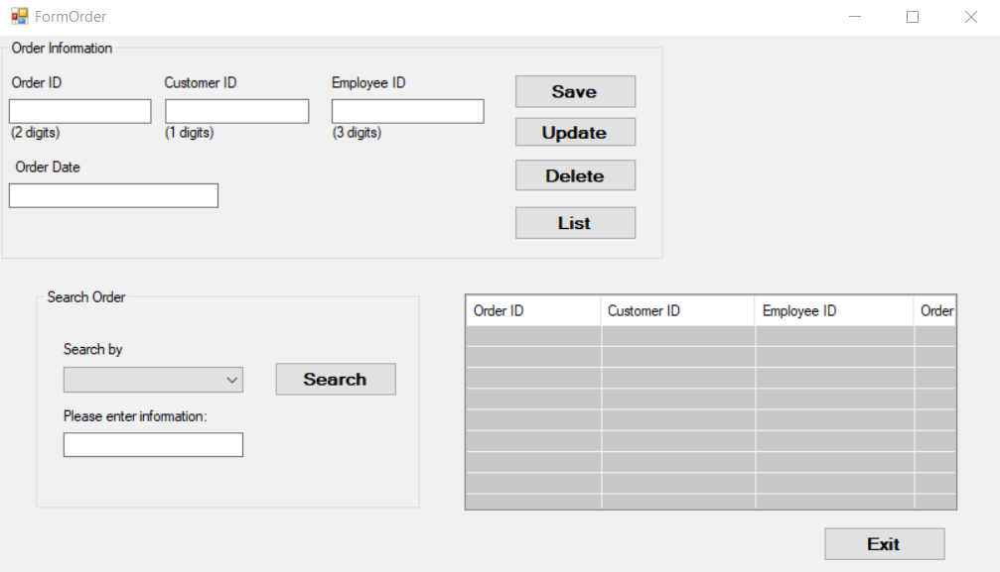 FormOrder
Order Information
Order ID Customer ID Employee ID
(2 digits) (1 digits) (3 digits)
Order Date
Save
Update
Delete
List
Search Order
Search by
Search
Please enter information:
Order ID Customer ID Employee ID Order
Exit